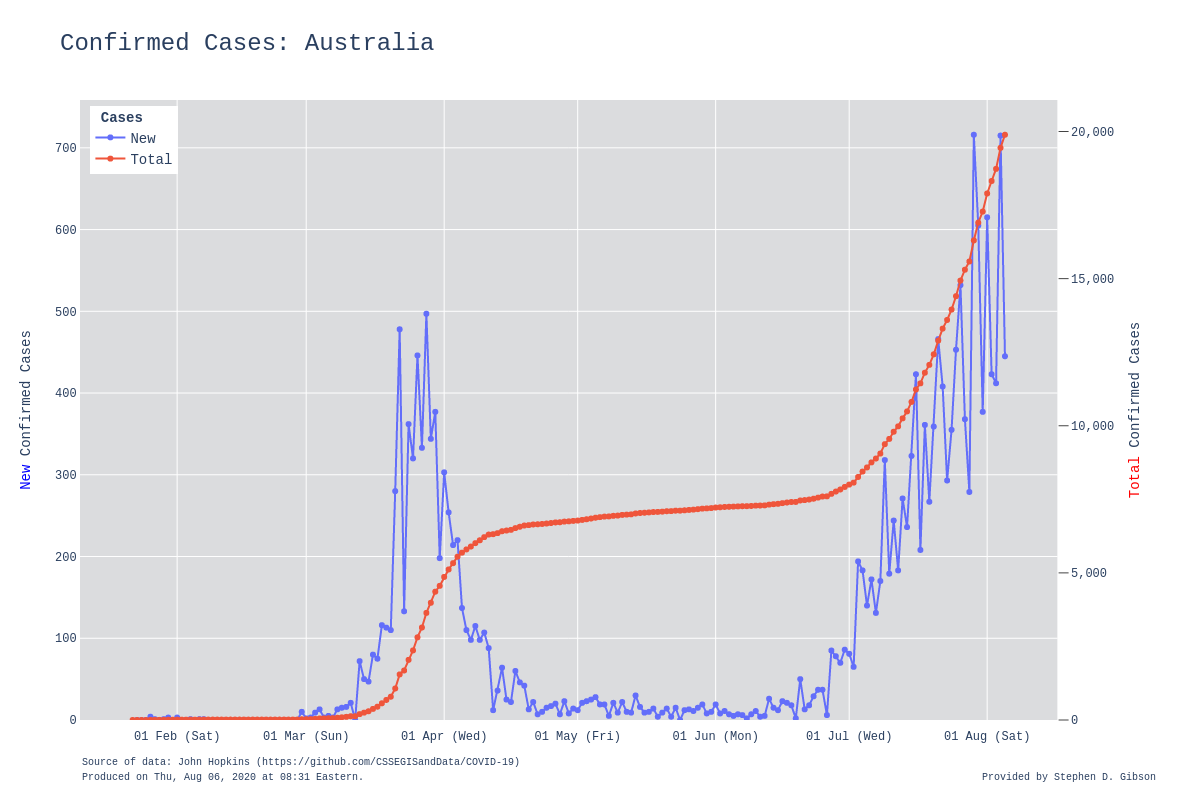 Confirmed Cases: Australia
Cases
New
Total
700
600
500
400
300
200
100
0
20,000
15,000
10,000
5,000
0
New Confirmed Cases
Total Confirmed Cases
01 Feb (Sat)
01 Mar (Sun)
01 Apr (Wed)
01 May (Fri)
01 Jun (Mon)
01 Jul (Wed)
01 Aug (Sat)
Source of data: John Hopkins (https://github.com/CSSEGISandData/COVID-19)
Produced on Thu, Aug 06, 2020 at 08:31 Eastern.
Provided by Stephen D. Gibson